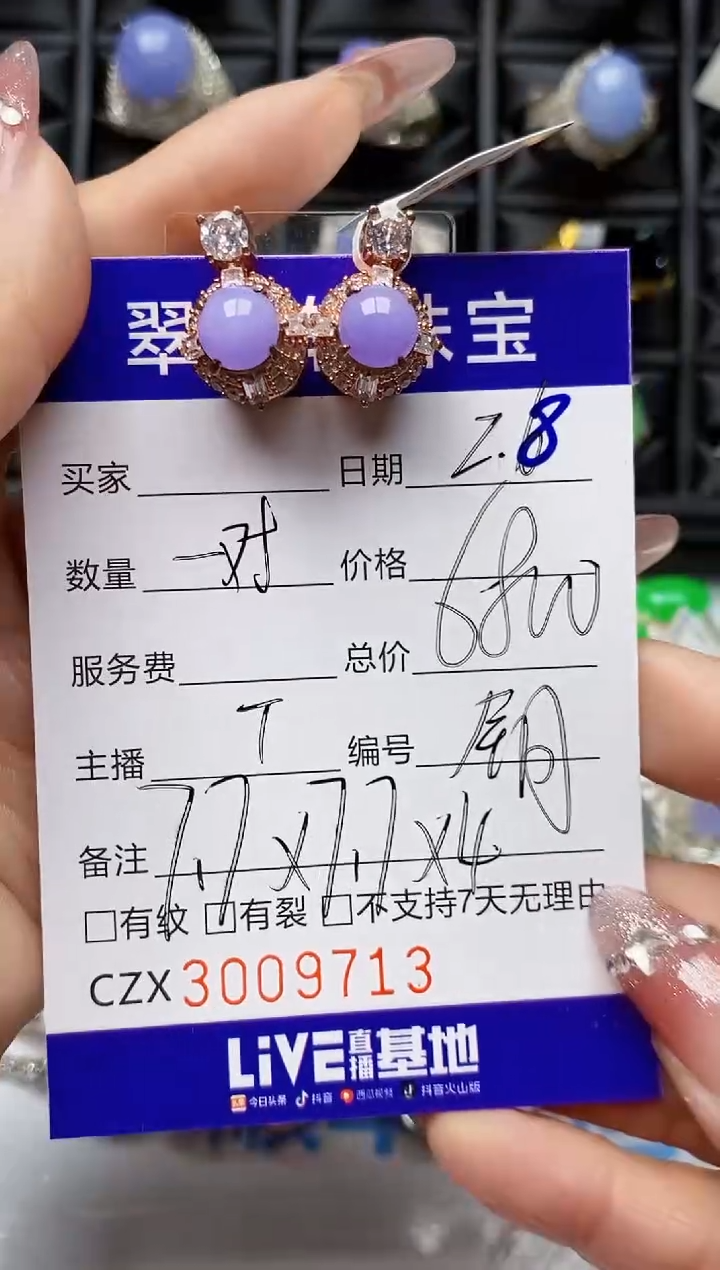 翠 珠宝
买家 日期 2.8
数量 一对 价格 6800
服务费 总价
主播 T 编号
备注 7.7x7.7x4
□有纹 □有裂 □不支持7天无理由
CZX3009713
LiVE直播基地
今日头条 抖音 西瓜视频 抖音火山版